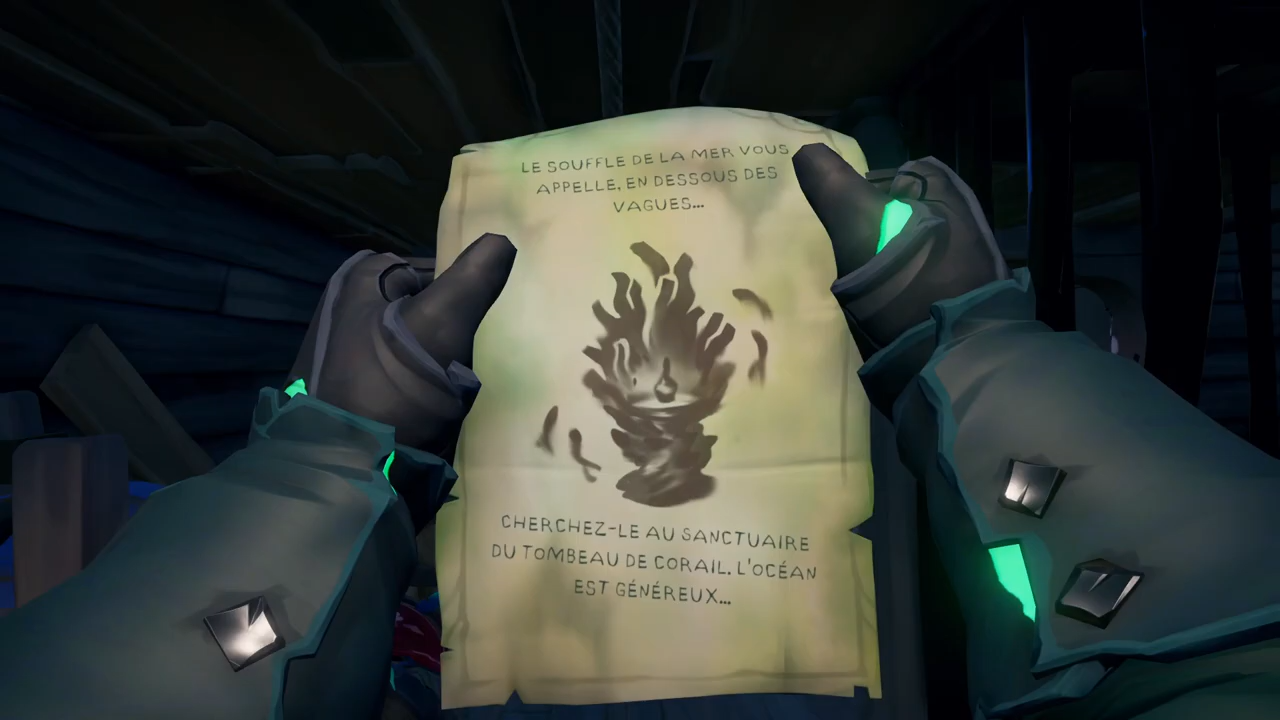 LE SOUFFLE DE LA MER VOUS
APPELLE, EN DESSOUS DES
VAGUES...
CHERCHEZ-LE AU SANCTUAIRE
DU TOMBEAU DE CORAIL. L'OCÉAN
EST GÉNÉREUX...